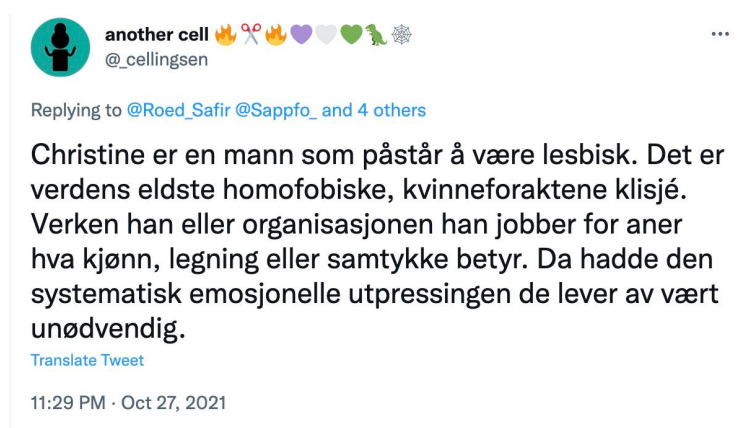 another cell 🔥✂️🔥💜🤍💚🦖🕸️
@_cellingsen
Replying to @Roed_Safir @Sappfo_ and 4 others
Christine er en mann som påstår å være lesbisk. Det er
verdens eldste homofobiske, kvinneforaktene klisjé.
Verken han eller organisasjonen han jobber for aner
hva kjønn, legning eller samtykke betyr. Da hadde den
systematisk emosjonelle utpressingen de lever av vært
unødvendig.
Translate Tweet
11:29 PM · Oct 27, 2021